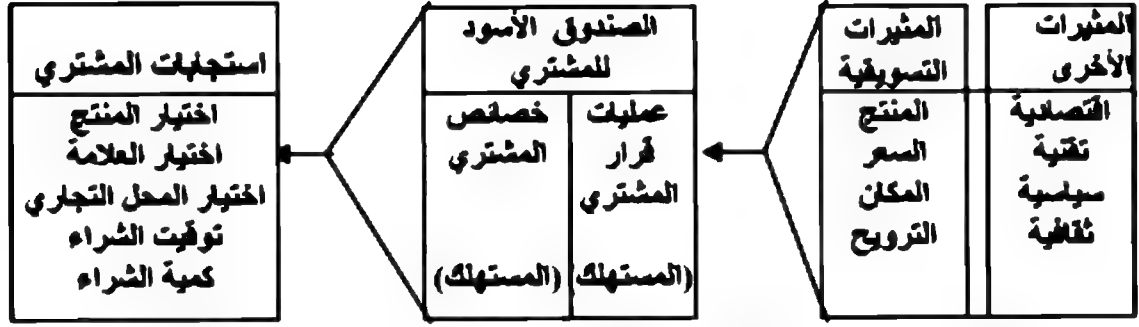 المثيرات
الأخرى
اقتصادية
تقنية
سياسية
ثقافية
المثيرات
التسويقية
المنتج
السعر
المكان
الترويج
الصندوق الأسود
للمشتري
عمليات
قرار
المشتري
(المستهلك)
خصائص
المشتري
(المستهلك)
استجابات المشتري
اختيار المنتج
اختيار العلامة
اختيار المحل التجاري
توقيت الشراء
كمية الشراء